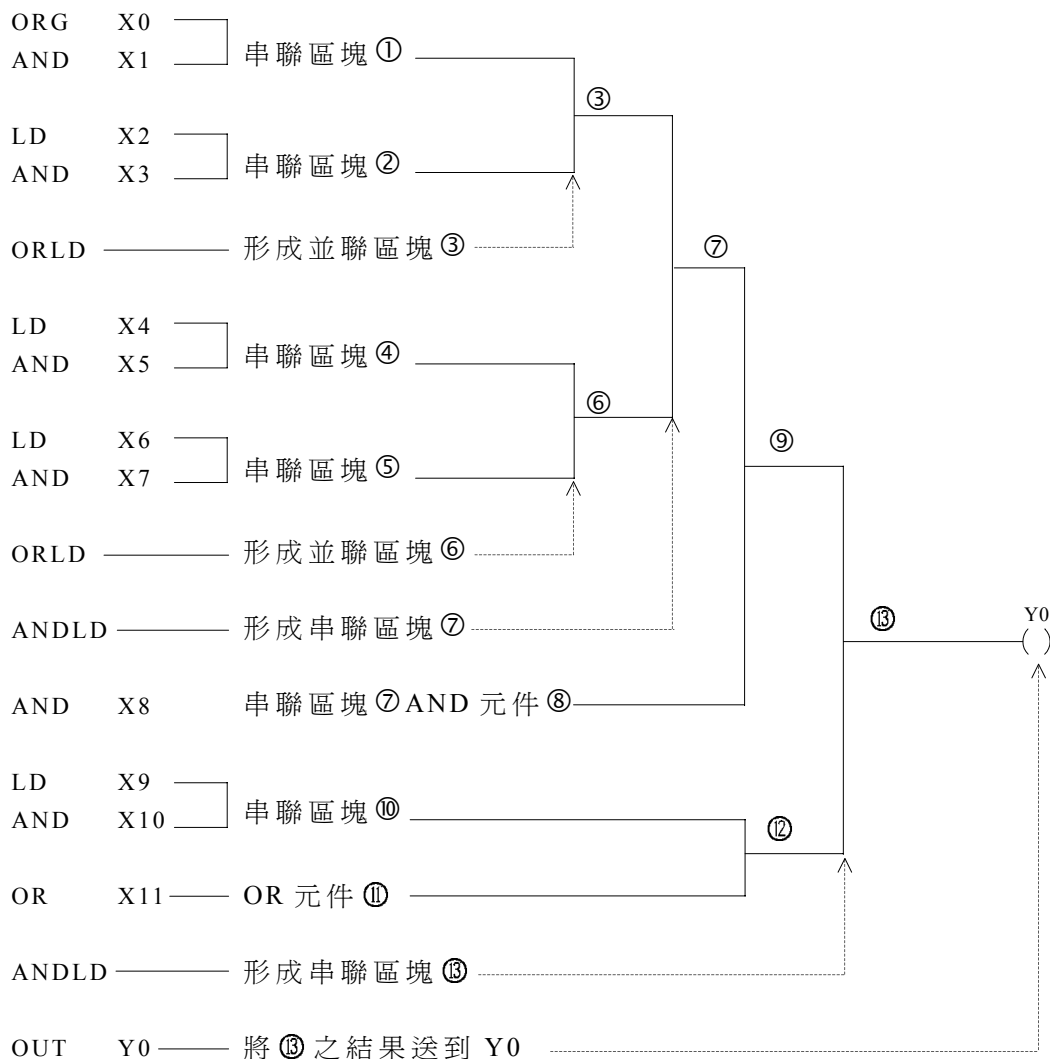 ORG X0
AND X1
串聯區塊①
③
LD X2
AND X3
串聯區塊②
ORLD 形成並聯區塊③
⑦
LD X4
AND X5
串聯區塊④
⑥
LD X6
AND X7
串聯區塊⑤
⑨
ORLD 形成並聯區塊⑥
ANDLD 形成串聯區塊⑦
⑬
Y0
( )
AND X8 串聯區塊⑦AND 元件⑧
LD X9
AND X10
串聯區塊⑩
⑫
OR X11 OR 元件⑪
ANDLD 形成串聯區塊⑬
OUT Y0 將⑬之結果送到 Y0